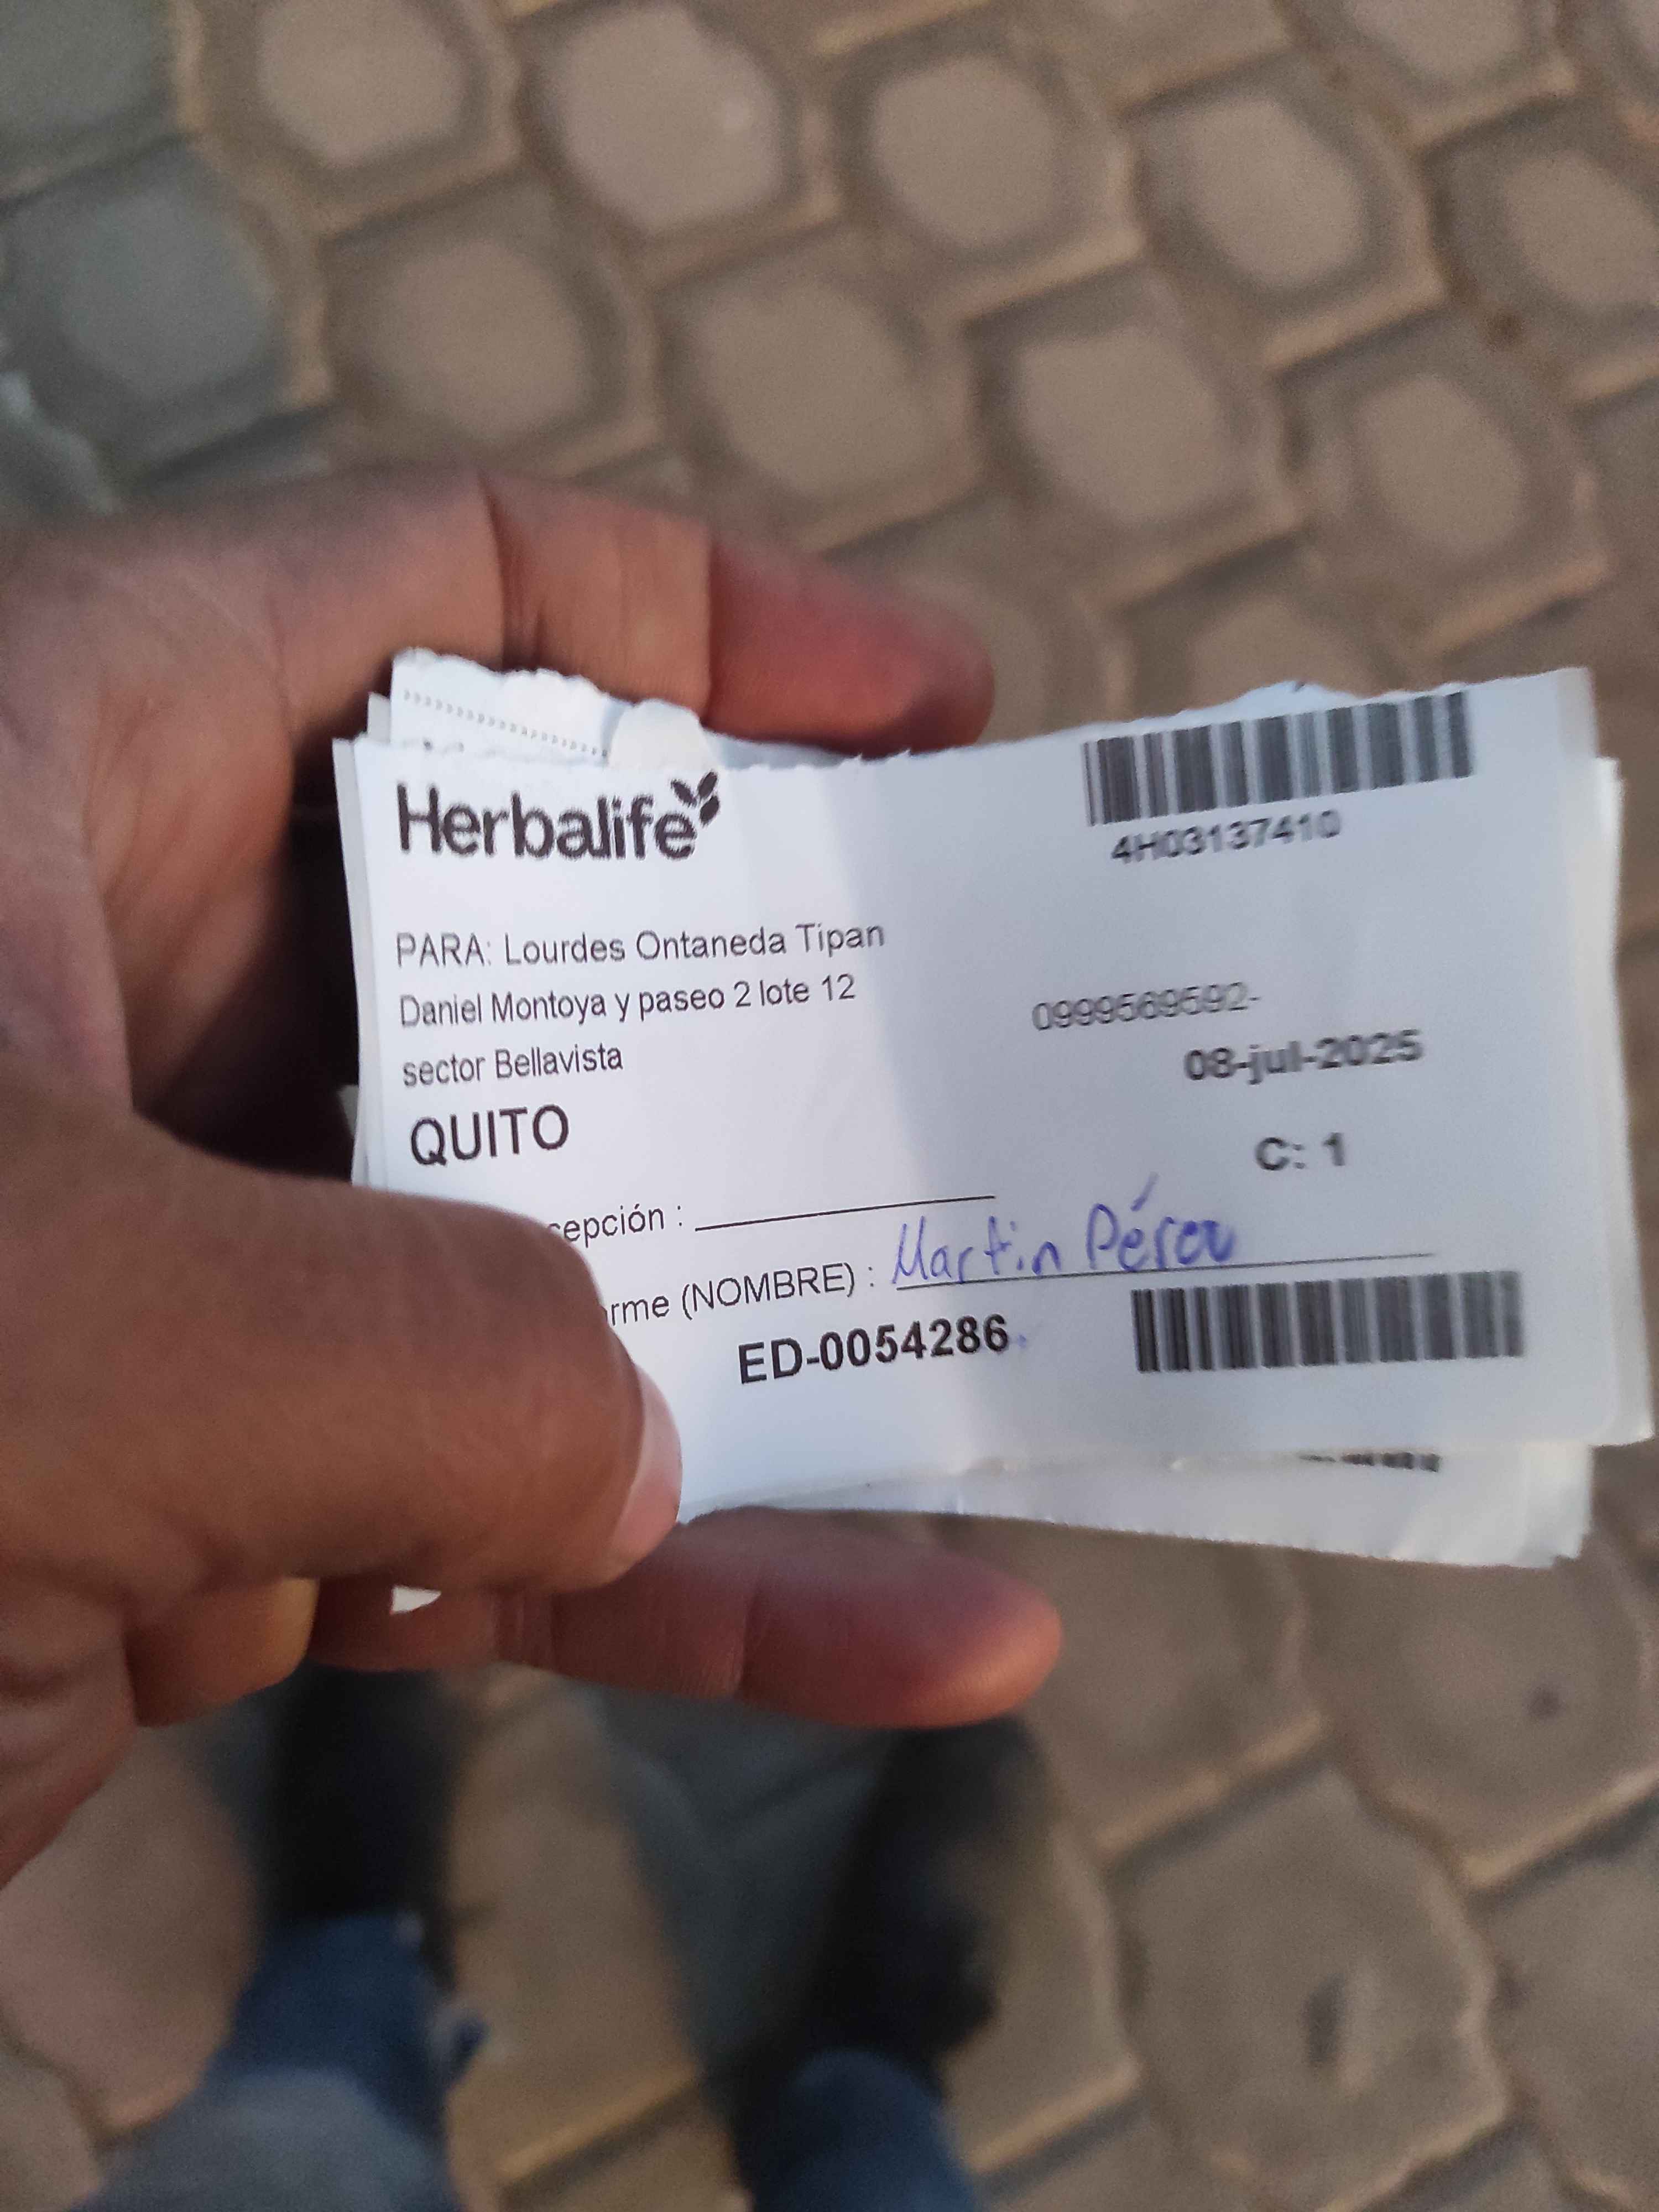 Herbalife
4H03137410
PARA: Lourdes Ontaneda Tipan
Daniel Montoya y paseo 2 lote 12
0999569592-
sector Bellavista
08-jul-2025
QUITO
C: 1
cepción :
rme (NOMBRE) : Martin Pérez
ED-0054286